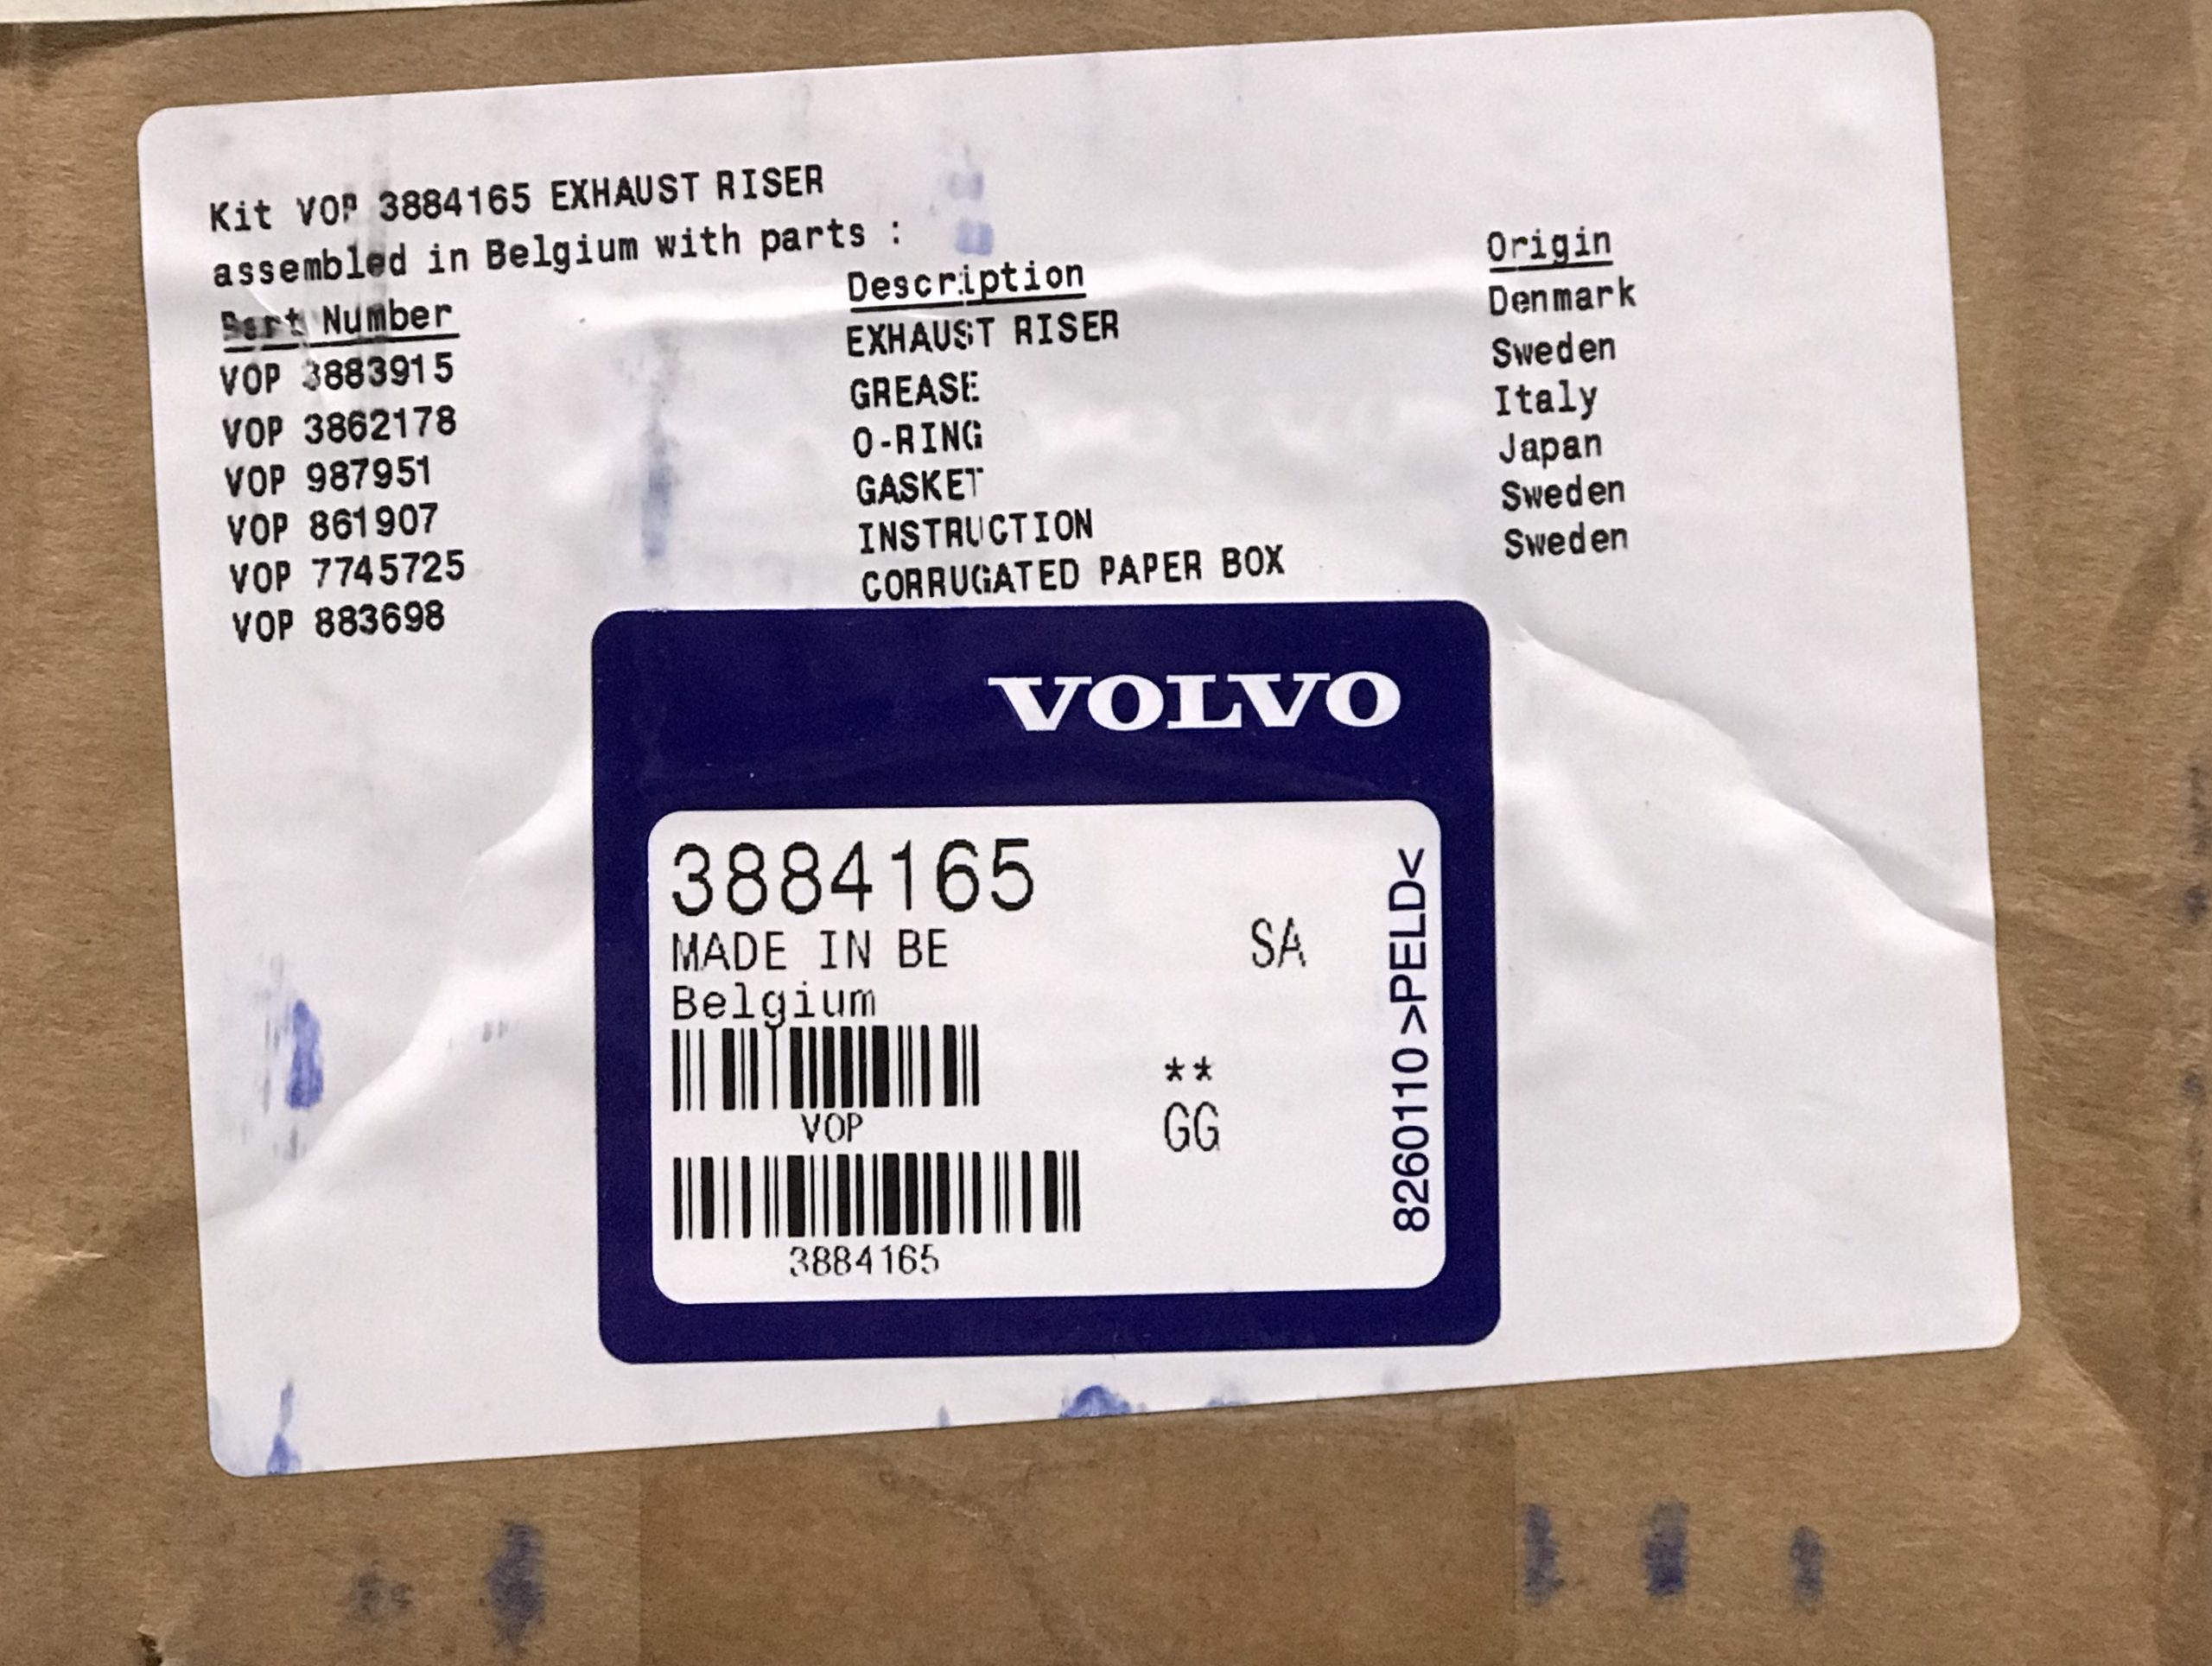 Kit VOP 3884165 EXHAUST RISER
assembled in Belgium with parts :
Part Number Description Origin
VOP 3883915 EXHAUST RISER Denmark
VOP 3862178 GREASE Sweden
VOP 987951 O-RING Italy
VOP 861907 GASKET Japan
VOP 7745725 INSTRUCTION Sweden
VOP 883698 CORRUGATED PAPER BOX Sweden
VOLVO
3884165
MADE IN BE SA
Belgium
**
VOP GG
3884165
8260110 >PELD<